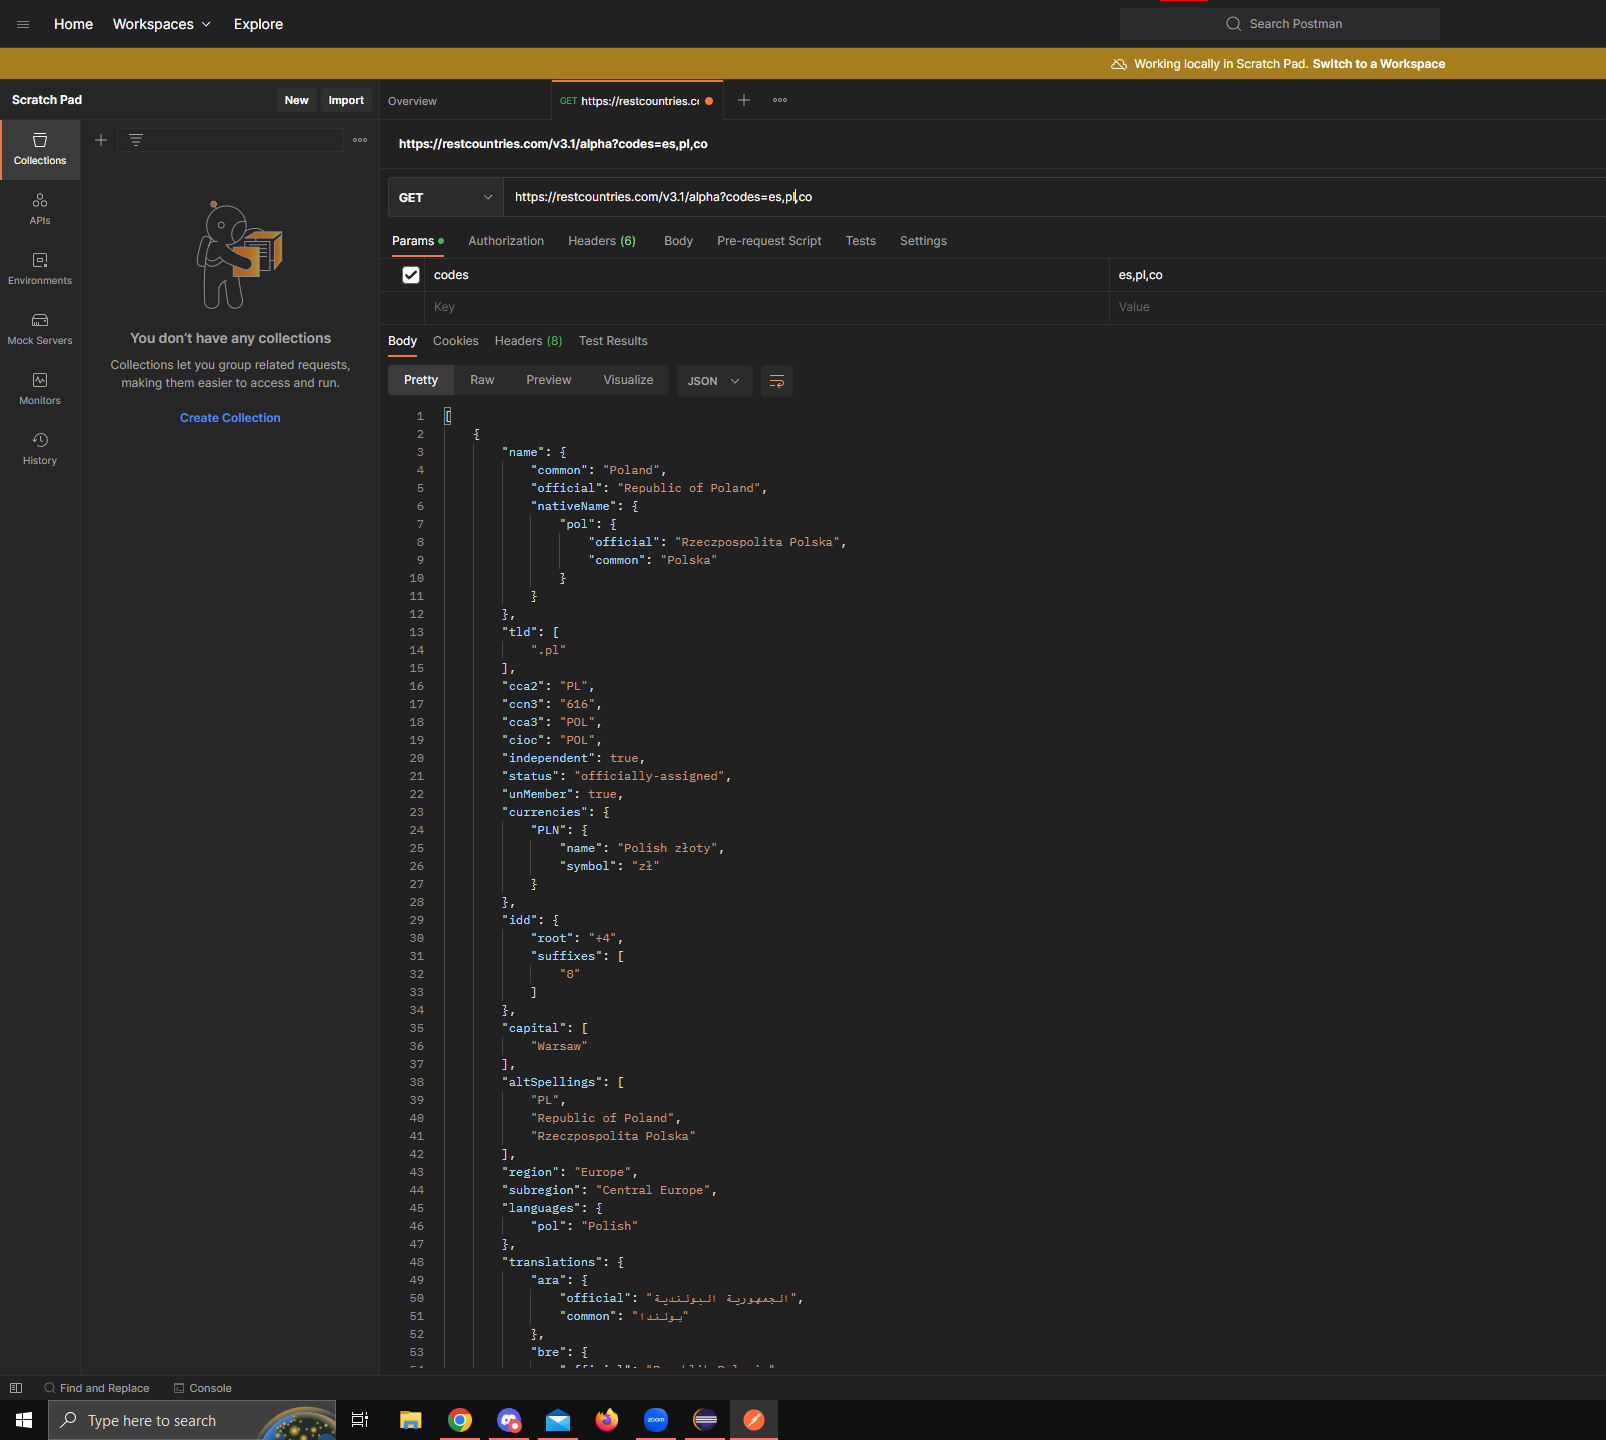 Home Workspaces Explore Search Postman
Working locally in Scratch Pad. Switch to a Workspace
Scratch Pad New Import Overview GET https://restcountries.cc
Collections
APIs
Environments
Mock Servers
Monitors
History
You don't have any collections
Collections let you group related requests,
making them easier to access and run.
Create Collection
https://restcountries.com/v3.1/alpha?codes=es,pl,co
GET https://restcountries.com/v3.1/alpha?codes=es,pl,co
Params Authorization Headers (6) Body Pre-request Script Tests Settings
codes es,pl,co
Key Value
Body Cookies Headers (8) Test Results
Pretty Raw Preview Visualize JSON
1 [
2 {
3 "name": {
4 "common": "Poland",
5 "official": "Republic of Poland",
6 "nativeName": {
7 "pol": {
8 "official": "Rzeczpospolita Polska",
9 "common": "Polska"
10 }
11 }
12 },
13 "tld": [
14 ".pl"
15 ],
16 "cca2": "PL",
17 "ccn3": "616",
18 "cca3": "POL",
19 "cioc": "POL",
20 "independent": true,
21 "status": "officially-assigned",
22 "unMember": true,
23 "currencies": {
24 "PLN": {
25 "name": "Polish złoty",
26 "symbol": "zł"
27 }
28 },
29 "idd": {
30 "root": "+4",
31 "suffixes": [
32 "8"
33 ]
34 },
35 "capital": [
36 "Warsaw"
37 ],
38 "altSpellings": [
39 "PL",
40 "Republic of Poland",
41 "Rzeczpospolita Polska"
42 ],
43 "region": "Europe",
44 "subregion": "Central Europe",
45 "languages": {
46 "pol": "Polish"
47 },
48 "translations": {
49 "ara": {
50 "official": "الجمهورية البولندية",
51 "common": "بولندا"
52 },
53 "bre": {
Find and Replace Console
Type here to search
zoom